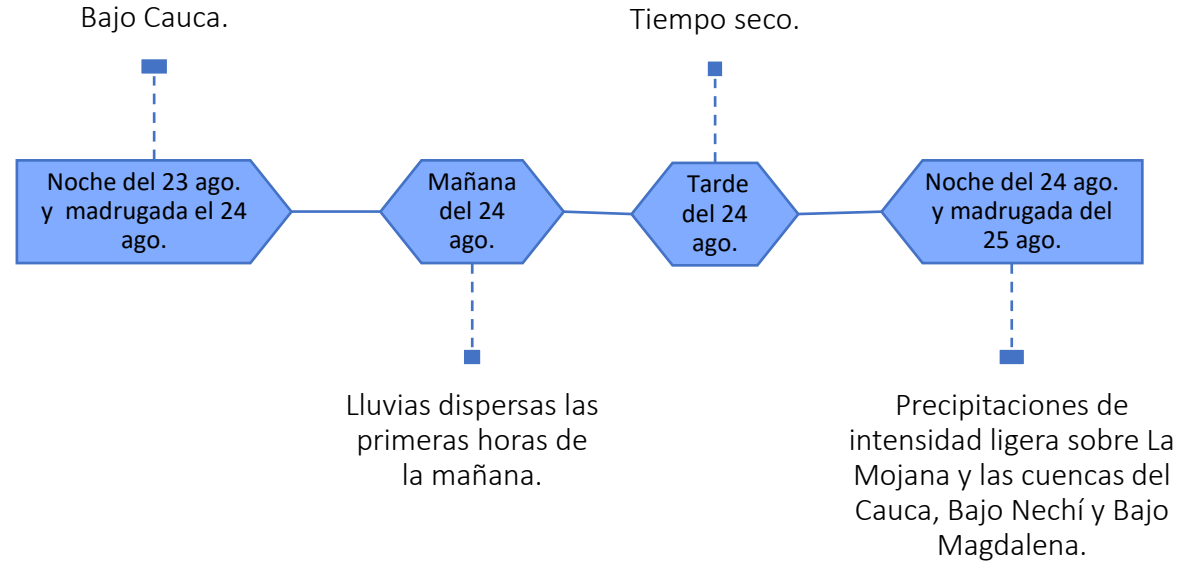 Bajo Cauca.
Tiempo seco.
Noche del 23 ago.
y madrugada el 24
ago.
Mañana
del 24
ago.
Tarde
del 24
ago.
Noche del 24 ago.
y madrugada del
25 ago.
Lluvias dispersas las
primeras horas de
la mañana.
Precipitaciones de
intensidad ligera sobre La
Mojana y las cuencas del
Cauca, Bajo Nechí y Bajo
Magdalena.